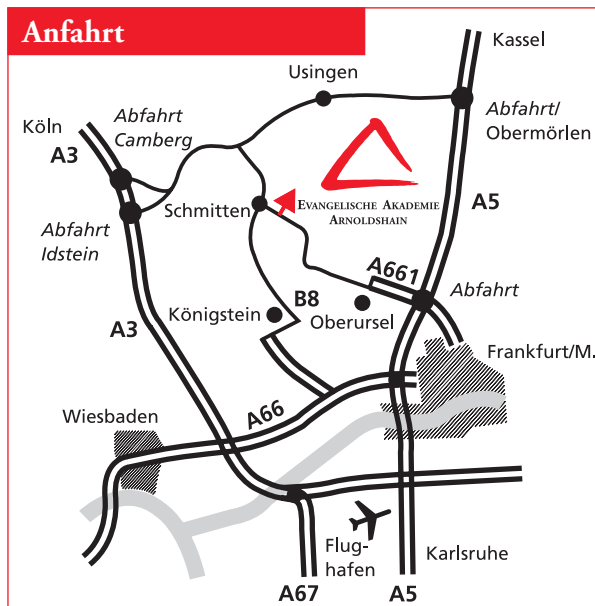 Anfahrt
Kassel
Usingen
Abfahrt
Camberg
Köln
A3
Abfahrt/
Obermörlen
Schmitten
EVANGELISCHE AKADEMIE
ARNOLDSHAIN
A5
Abfahrt
Idstein
A661
Abfahrt
B8
Königstein
Oberursel
A3
Frankfurt/M.
Wiesbaden
A66
Flug-
hafen
Karlsruhe
A67
A5